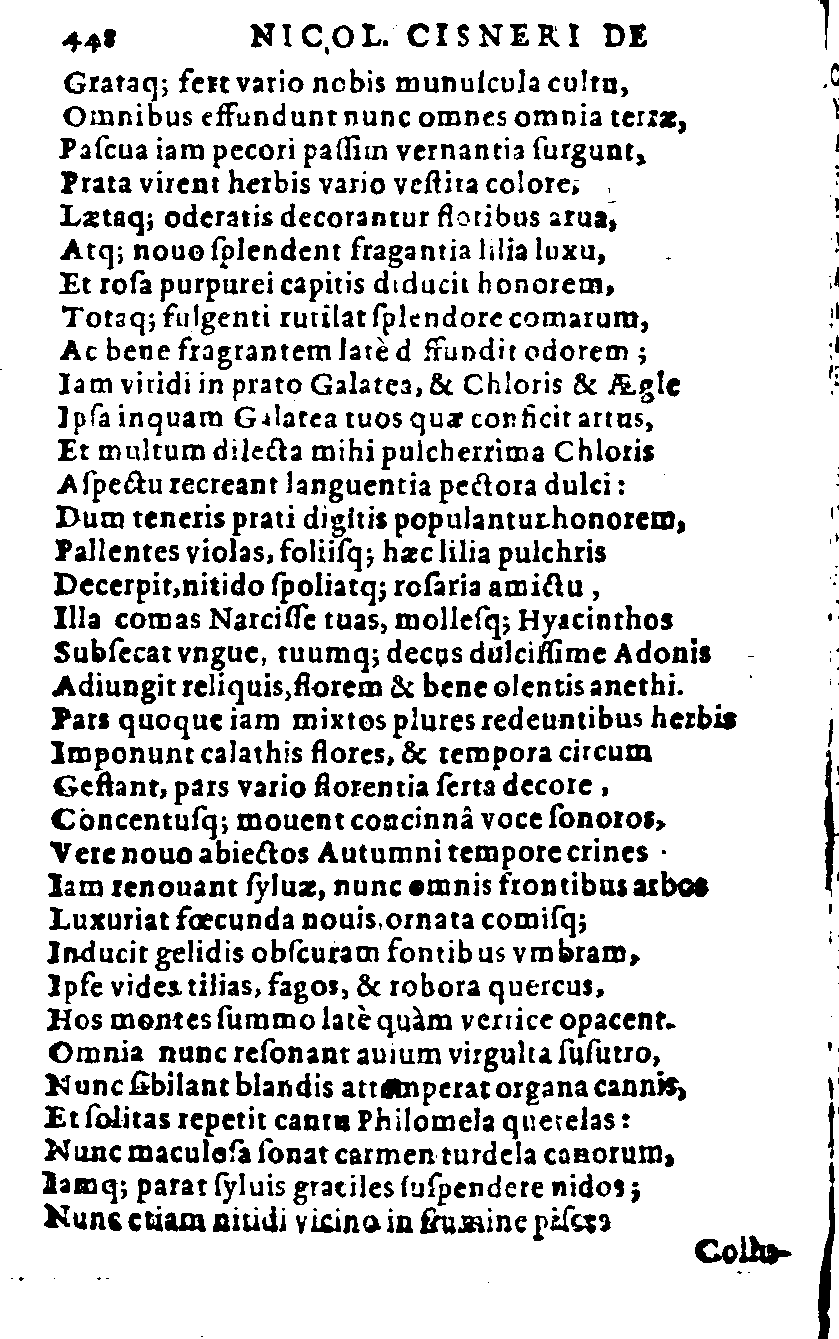 448 NICOL. CISNERI DE
Grataq; fert vario nobis munuſcula cultu,
Omnibus effundunt nunc omnes omnia terræ,
Paſcua iam pecori paſſim vernantia ſurgunt,
Prata virent herbis vario veſtita colore,
Lætaq; oderatis decorantur floribus arua,
Atq; nouo ſplendent fragantia lilia luxu,
Et roſa purpurei capitis diducit honorem,
Totaq; fulgenti rutilat ſplendore comarum,
Ac bene fragrantem latè d ffundit odorem ;
Iam viridi in prato Galatea, & Chloris & Ægle
Ipſa inquam Galatea tuos quæ conficit artus,
Et multum dilecta mihi pulcherrima Chloris
Aſpectu recreant languentia pectora dulci :
Dum teneris prati digitis populantur honorem,
Pallentes violas, foliiſq; hæc lilia pulchris
Decerpit, nitido ſpoliatq; roſaria amictu ,
Illa comas Narciſſe tuas, molleſq; Hyacinthos
Subſecat vngue, tuumq; decus dulciſſime Adonis
Adiungit reliquis, florem & bene olentis anethi.
Pars quoque iam mixtos plures redeuntibus herbis
Imponunt calathis flores, & tempora circum
Geſtant, pars vario florentia ſerta decore ,
Concentuſq; mouent concinnâ voce ſonoros,
Vere nouo abiectos Autumni tempore crines
Iam renouant ſyluæ, nunc omnis frontibus arbos
Luxuriat fœcunda nouis, ornata comiſq;
Inducit gelidis obſcuram fontibus vmbram,
Ipſe vides tilias, fagos, & robora quercus,
Hos montes ſummo latè quàm vertice opacent.
Omnia nunc reſonant auium virgulta ſuſutro,
Nunc ſibilant blandis attemperat organa cannis,
Et ſolitas repetit cantu Philomela querelas :
Nunc maculoſa ſonat carmen turdela canorum,
Iamq; parat ſyluis graciles ſuſpendere nidos ;
Nunc etiam nitidi vicino in flumine piſces
Collu-